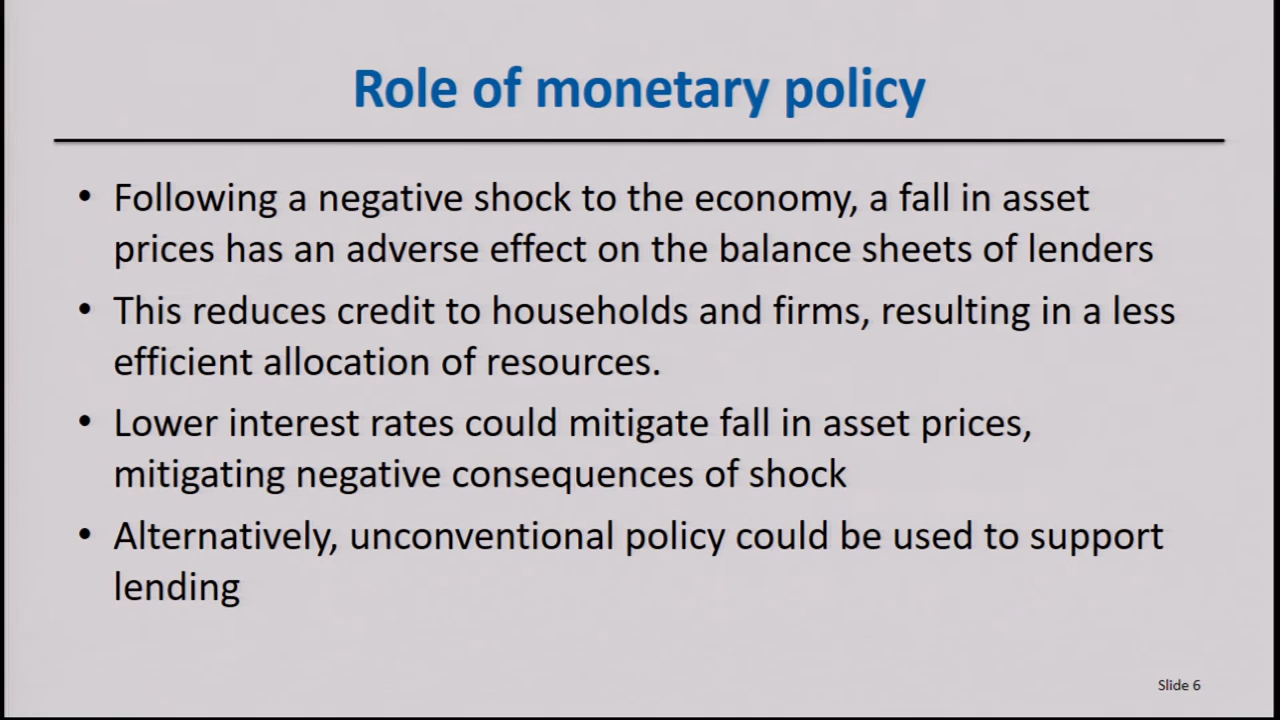 Role of monetary policy
• Following a negative shock to the economy, a fall in asset
prices has an adverse effect on the balance sheets of lenders
• This reduces credit to households and firms, resulting in a less
efficient allocation of resources.
• Lower interest rates could mitigate fall in asset prices,
mitigating negative consequences of shock
• Alternatively, unconventional policy could be used to support
lending
Slide 6